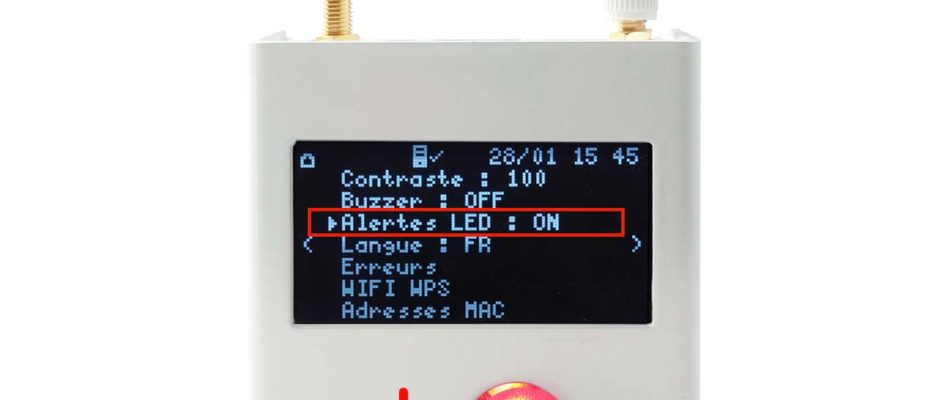 28/01 15 45
Contraste : 100
Buzzer : OFF
Alertes LED : ON
Langue : FR
Erreurs
WIFI WPS
Adresses MAC